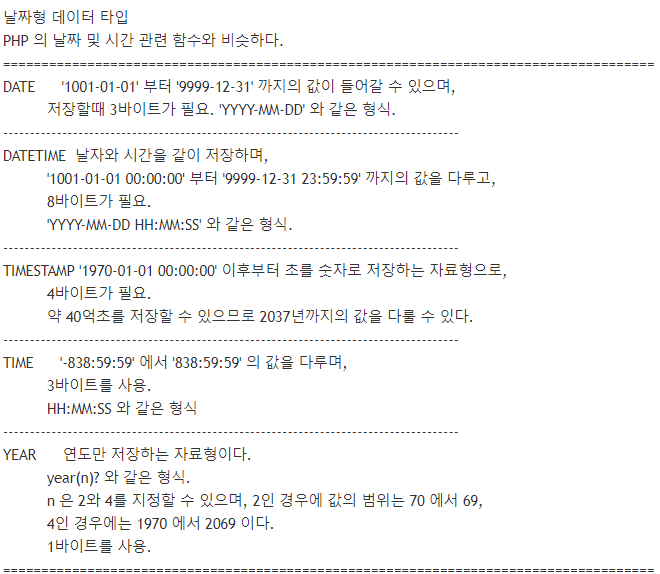 날짜형 데이터 타입
PHP 의 날짜 및 시간 관련 함수와 비슷하다.
=====================================================================================
DATE '1001-01-01' 부터 '9999-12-31' 까지의 값이 들어갈 수 있으며,
저장할때 3바이트가 필요. 'YYYY-MM-DD' 와 같은 형식.
-------------------------------------------------------------------------------------
DATETIME 날자와 시간을 같이 저장하며,
'1001-01-01 00:00:00' 부터 '9999-12-31 23:59:59' 까지의 값을 다루고,
8바이트가 필요.
'YYYY-MM-DD HH:MM:SS' 와 같은 형식.
-------------------------------------------------------------------------------------
TIMESTAMP '1970-01-01 00:00:00' 이후부터 초를 숫자로 저장하는 자료형으로,
4바이트가 필요.
약 40억초를 저장할 수 있으므로 2037년까지의 값을 다룰 수 있다.
-------------------------------------------------------------------------------------
TIME '-838:59:59' 에서 '838:59:59' 의 값을 다루며,
3바이트를 사용.
HH:MM:SS 와 같은 형식
-------------------------------------------------------------------------------------
YEAR 연도만 저장하는 자료형이다.
year(n)? 와 같은 형식.
n 은 2와 4를 지정할 수 있으며, 2인 경우에 값의 범위는 70 에서 69,
4인 경우에는 1970 에서 2069 이다.
1바이트를 사용.
=====================================================================================